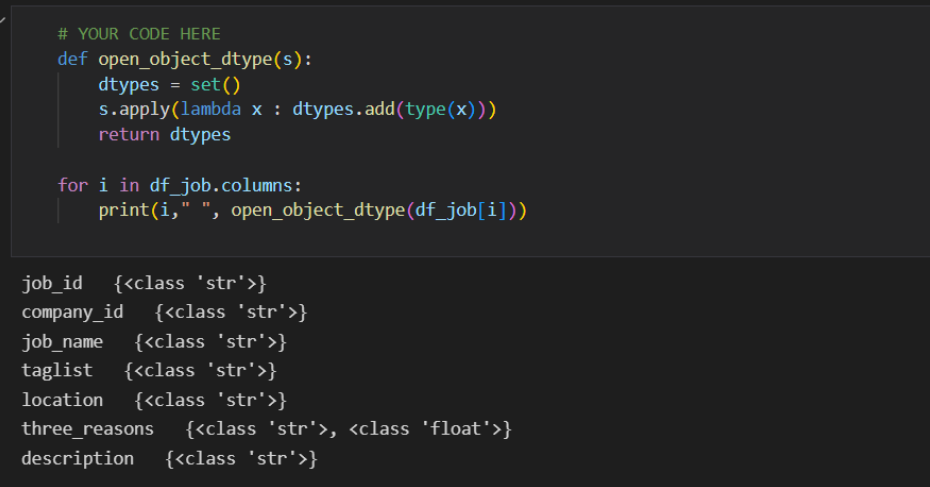 # YOUR CODE HERE
def open_object_dtype(s):
    dtypes = set()
    s.apply(lambda x : dtypes.add(type(x)))
    return dtypes

for i in df_job.columns:
    print(i," ", open_object_dtype(df_job[i]))

job_id   {<class 'str'>}
company_id   {<class 'str'>}
job_name   {<class 'str'>}
taglist   {<class 'str'>}
location   {<class 'str'>}
three_reasons   {<class 'str'>, <class 'float'>}
description   {<class 'str'>}